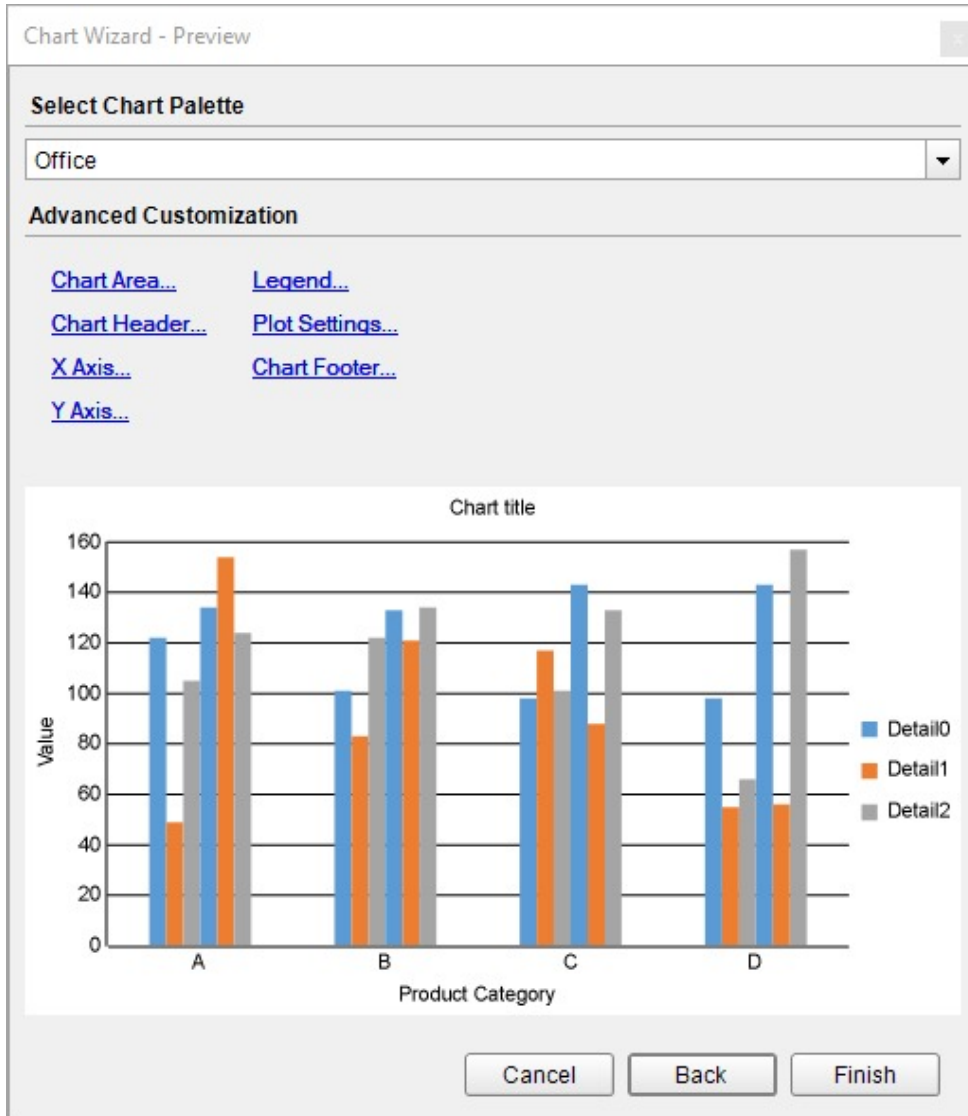 Chart Wizard - Preview
x
Select Chart Palette
Office
Advanced Customization
Chart Area... Legend...
Chart Header... Plot Settings...
X Axis... Chart Footer...
Y Axis...
Chart title
160
140
120
100
80
60
40
20
0
Value
A B C D
Product Category
Detail0
Detail1
Detail2
Cancel Back Finish